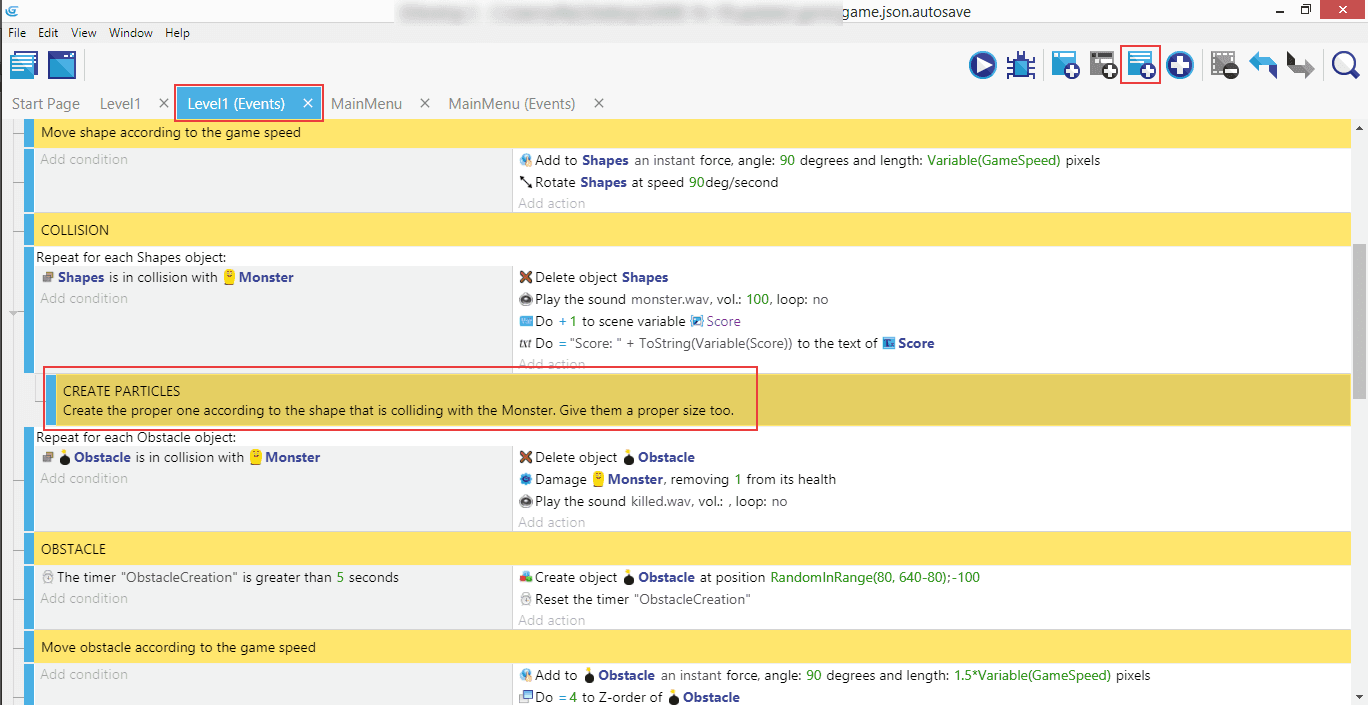 game.json.autosave
File Edit View Window Help
Start Page Level1 × Level1 (Events) × MainMenu × MainMenu (Events) ×
Move shape according to the game speed
Add condition
Add to Shapes an instant force, angle: 90 degrees and length: Variable(GameSpeed) pixels
Rotate Shapes at speed 90deg/second
Add action
COLLISION
Repeat for each Shapes object:
Shapes is in collision with Monster
Add condition
Delete object Shapes
Play the sound monster.wav, vol.: 100, loop: no
Do +1 to scene variable Score
txt Do = "Score: " + ToString(Variable(Score)) to the text of Score
Add action
CREATE PARTICLES
Create the proper one according to the shape that is colliding with the Monster. Give them a proper size too.
Repeat for each Obstacle object:
Obstacle is in collision with Monster
Add condition
Delete object Obstacle
Damage Monster, removing 1 from its health
Play the sound killed.wav, vol.: , loop: no
Add action
OBSTACLE
The timer "ObstacleCreation" is greater than 5 seconds
Add condition
Create object Obstacle at position RandomInRange(80, 640-80);-100
Reset the timer "ObstacleCreation"
Add action
Move obstacle according to the game speed
Add condition
Add to Obstacle an instant force, angle: 90 degrees and length: 1.5*Variable(GameSpeed) pixels
Do =4 to Z-order of Obstacle